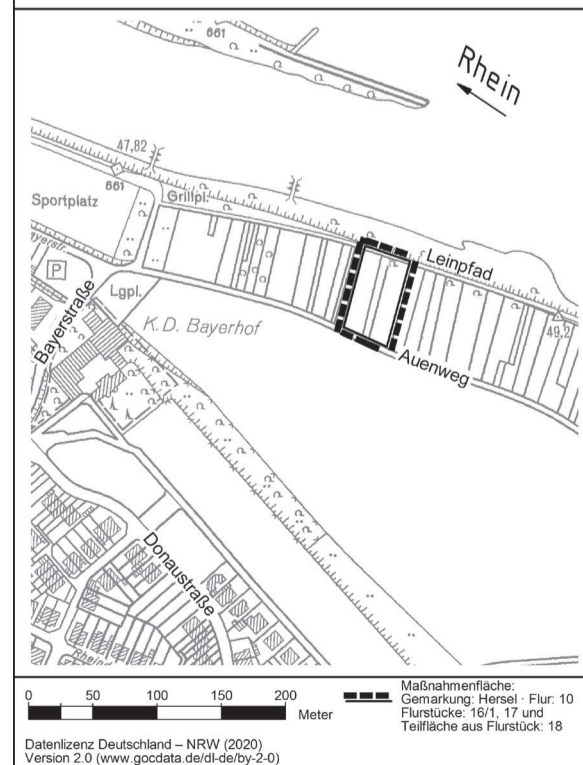 661
Rhein
47,82
661
Grillpl.
Sportplatz
Leinpfad
P
Lgpl.
49,2
Bayerstraße
K.D. Bayerhof
Auenweg
Donaustraße
0 50 100 150 200
Meter
Maßnahmenfläche:
Gemarkung: Hersel · Flur: 10
Flurstücke: 16/1, 17 und
Teilfläche aus Flurstück: 18
Datenlizenz Deutschland – NRW (2020)
Version 2.0 (www.gocdata.de/dl-de/by-2-0)